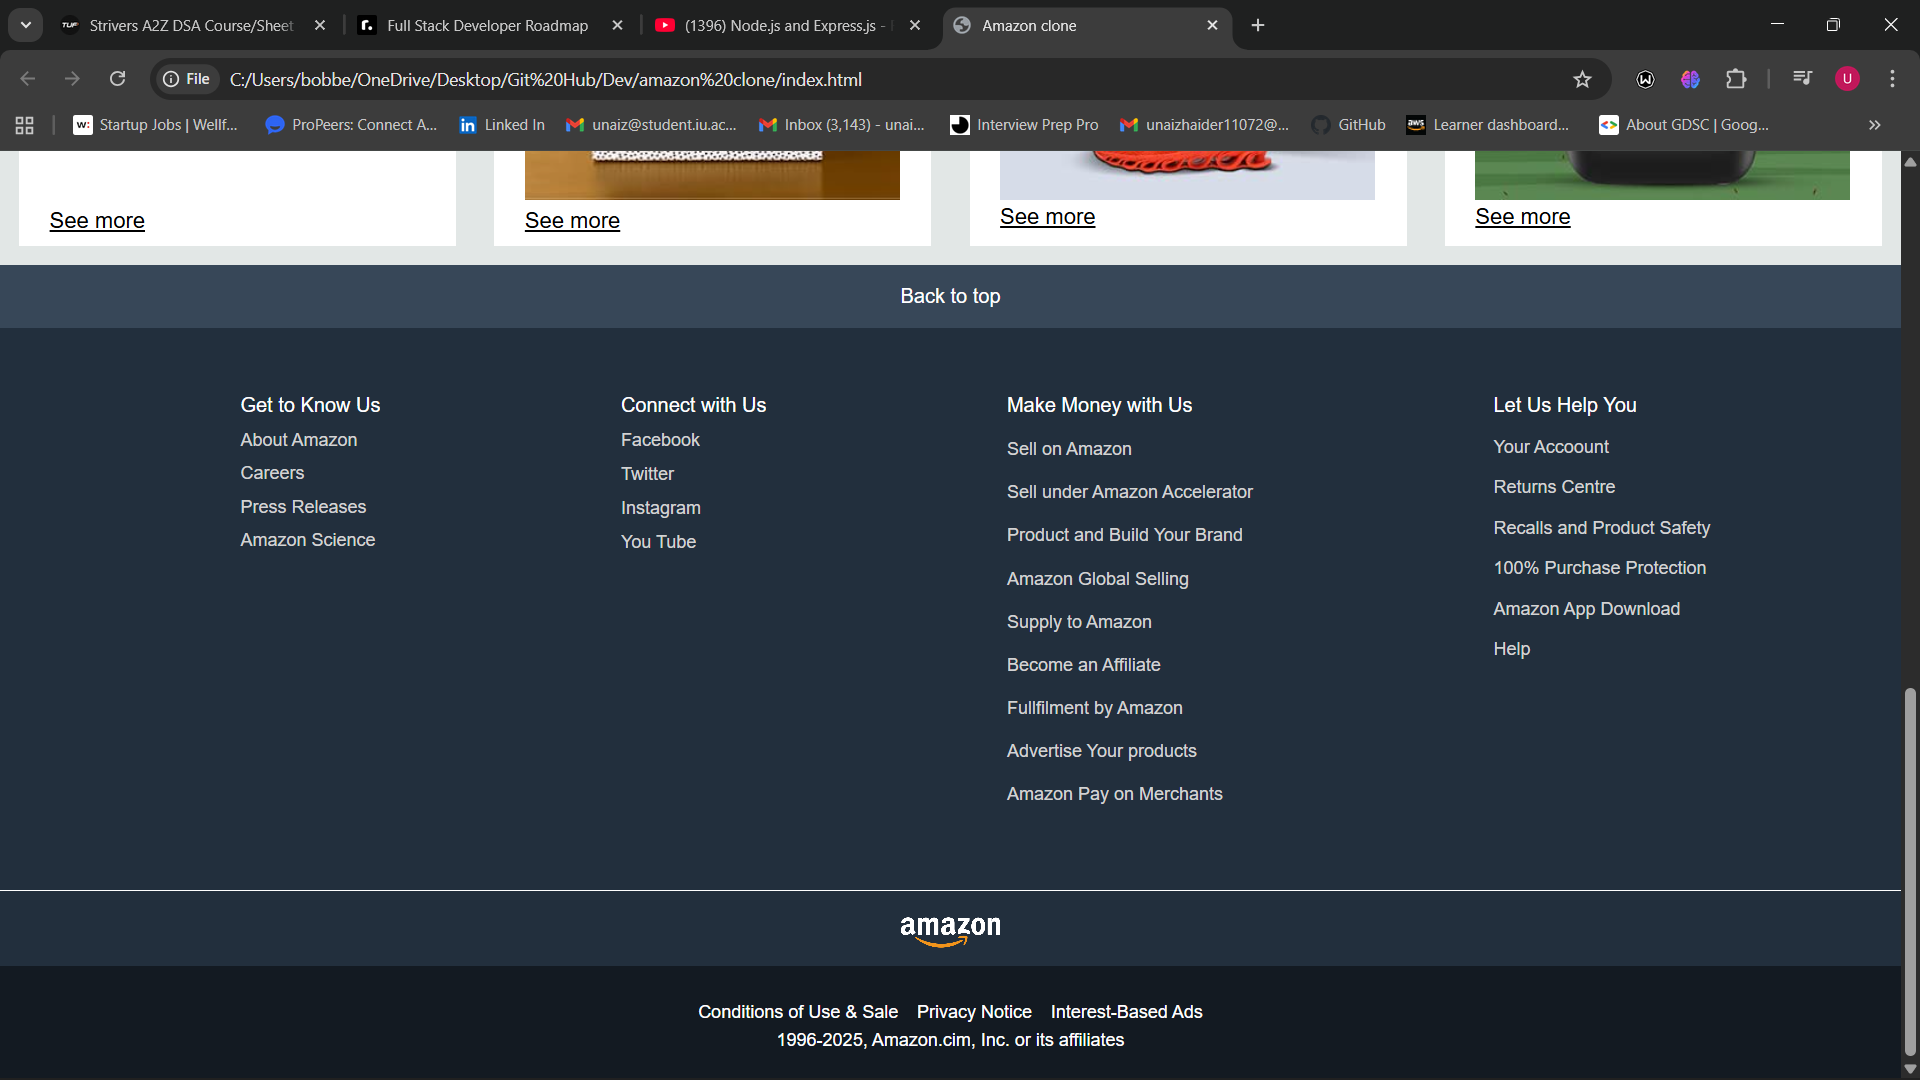 Strivers A2Z DSA Course/Sheet
Full Stack Developer Roadmap
(1396) Node.js and Express.js -
Amazon clone
File
C:/Users/bobbe/OneDrive/Desktop/Git%20Hub/Dev/amazon%20clone/index.html
U
w: Startup Jobs | Wellf...
ProPeers: Connect A...
in Linked In
unaiz@student.iu.ac...
Inbox (3,143) - unai...
Interview Prep Pro
unaizhaider11072@...
GitHub
aws Learner dashboard...
About GDSC | Goog...
See more
See more
See more
See more
Back to top
Get to Know Us
About Amazon
Careers
Press Releases
Amazon Science
Connect with Us
Facebook
Twitter
Instagram
You Tube
Make Money with Us
Sell on Amazon
Sell under Amazon Accelerator
Product and Build Your Brand
Amazon Global Selling
Supply to Amazon
Become an Affiliate
Fullfilment by Amazon
Advertise Your products
Amazon Pay on Merchants
Let Us Help You
Your Accoount
Returns Centre
Recalls and Product Safety
100% Purchase Protection
Amazon App Download
Help
amazon
Conditions of Use & Sale Privacy Notice Interest-Based Ads
1996-2025, Amazon.cim, Inc. or its affiliates